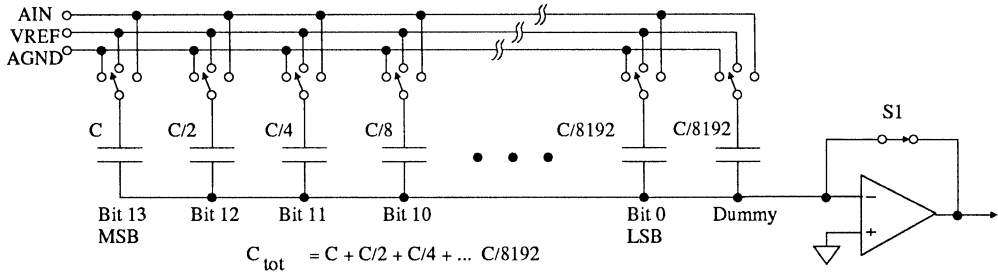 AIN
VREF
AGND
C C/2 C/4 C/8 C/8192 C/8192
S1
− +
Bit 13 MSB
Bit 12
Bit 11
Bit 10
Bit 0 LSB
Dummy
C tot = C + C/2 + C/4 + ... C/8192